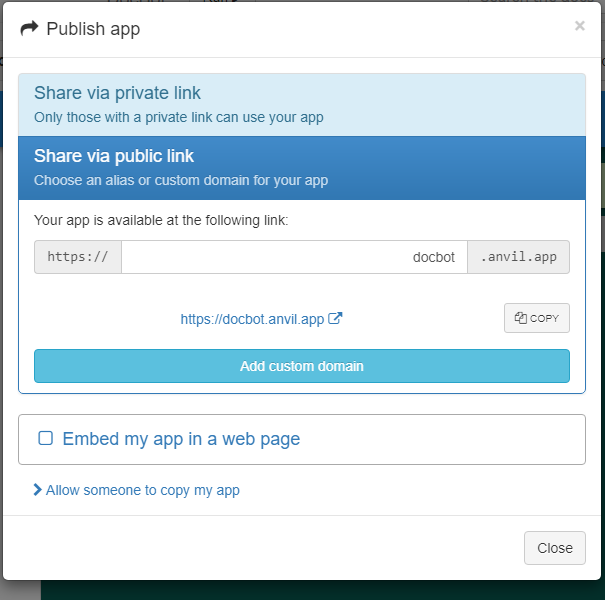 Publish app
×
Share via private link
Only those with a private link can use your app
Share via public link
Choose an alias or custom domain for your app
Your app is available at the following link:
https:// docbot .anvil.app
https://docbot.anvil.app COPY
Add custom domain
Embed my app in a web page
Allow someone to copy my app
Close